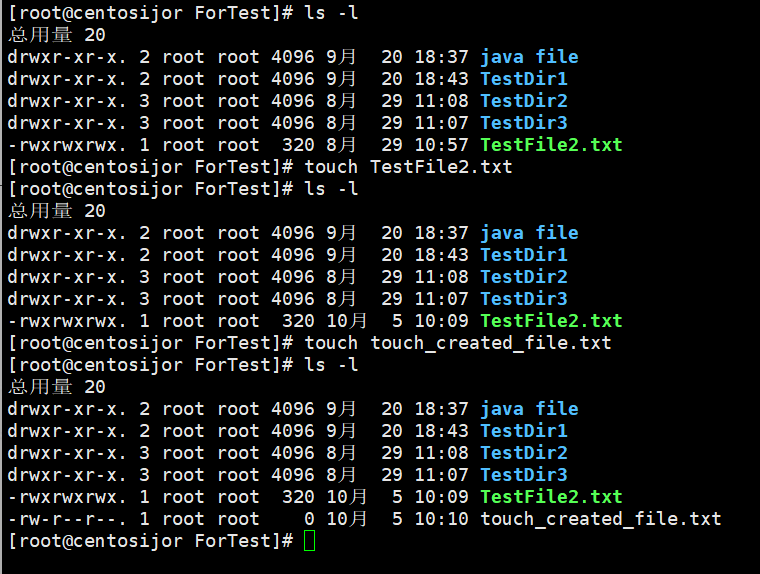 [root@centosijor ForTest]# ls -l
总用量 20
drwxr-xr-x. 2 root root 4096 9月  20 18:37 java file
drwxr-xr-x. 2 root root 4096 9月  20 18:43 TestDir1
drwxr-xr-x. 3 root root 4096 8月  29 11:08 TestDir2
drwxr-xr-x. 3 root root 4096 8月  29 11:07 TestDir3
-rwxrwxrwx. 1 root root  320 8月  29 10:57 TestFile2.txt
[root@centosijor ForTest]# touch TestFile2.txt
[root@centosijor ForTest]# ls -l
总用量 20
drwxr-xr-x. 2 root root 4096 9月  20 18:37 java file
drwxr-xr-x. 2 root root 4096 9月  20 18:43 TestDir1
drwxr-xr-x. 3 root root 4096 8月  29 11:08 TestDir2
drwxr-xr-x. 3 root root 4096 8月  29 11:07 TestDir3
-rwxrwxrwx. 1 root root  320 10月  5 10:09 TestFile2.txt
[root@centosijor ForTest]# touch touch_created_file.txt
[root@centosijor ForTest]# ls -l
总用量 20
drwxr-xr-x. 2 root root 4096 9月  20 18:37 java file
drwxr-xr-x. 2 root root 4096 9月  20 18:43 TestDir1
drwxr-xr-x. 3 root root 4096 8月  29 11:08 TestDir2
drwxr-xr-x. 3 root root 4096 8月  29 11:07 TestDir3
-rwxrwxrwx. 1 root root  320 10月  5 10:09 TestFile2.txt
-rw-r--r--. 1 root root    0 10月  5 10:10 touch_created_file.txt
[root@centosijor ForTest]#